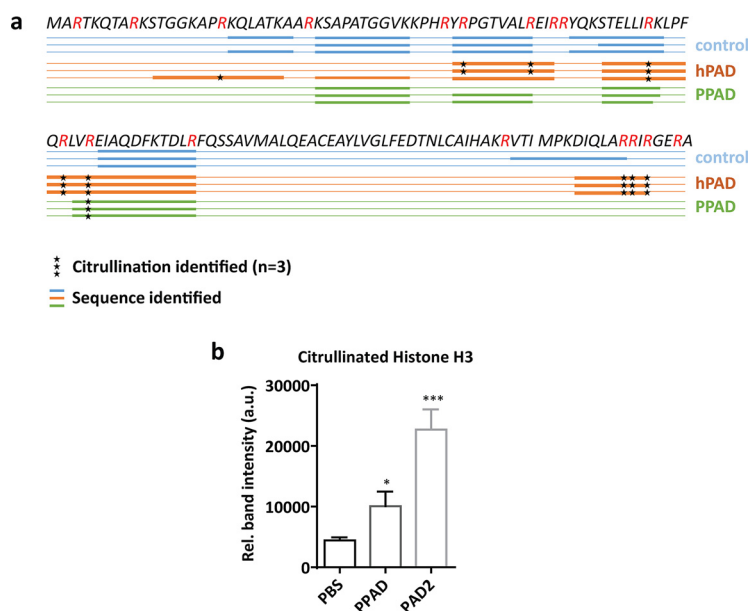 a
MARTKQTARKSTGGKAPRKQLATKAARKSAPATGGVKKPHRYRPGTVALREIRRYQKSTELLIRKLPF
control
hPAD
PPAD
QRLVREIAQDFKTDLRFQSSAVMALQEACEAYLVGLFEDTNLCAIHAKRVTI MPKDIQLARRIRGERA
control
hPAD
PPAD
Citrullination identified (n=3)
Sequence identified
b
Citrullinated Histone H3
Rel. band intensity (a.u.)
30000
20000
10000
0
*
***
PBS
PPAD
PAD2